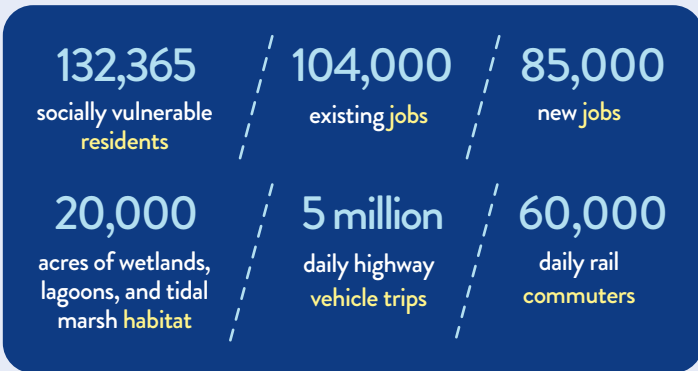 132,365
socially vulnerable
residents
104,000
existing jobs
85,000
new jobs
20,000
acres of wetlands,
lagoons, and tidal
marsh habitat
5 million
daily highway
vehicle trips
60,000
daily rail
commuters